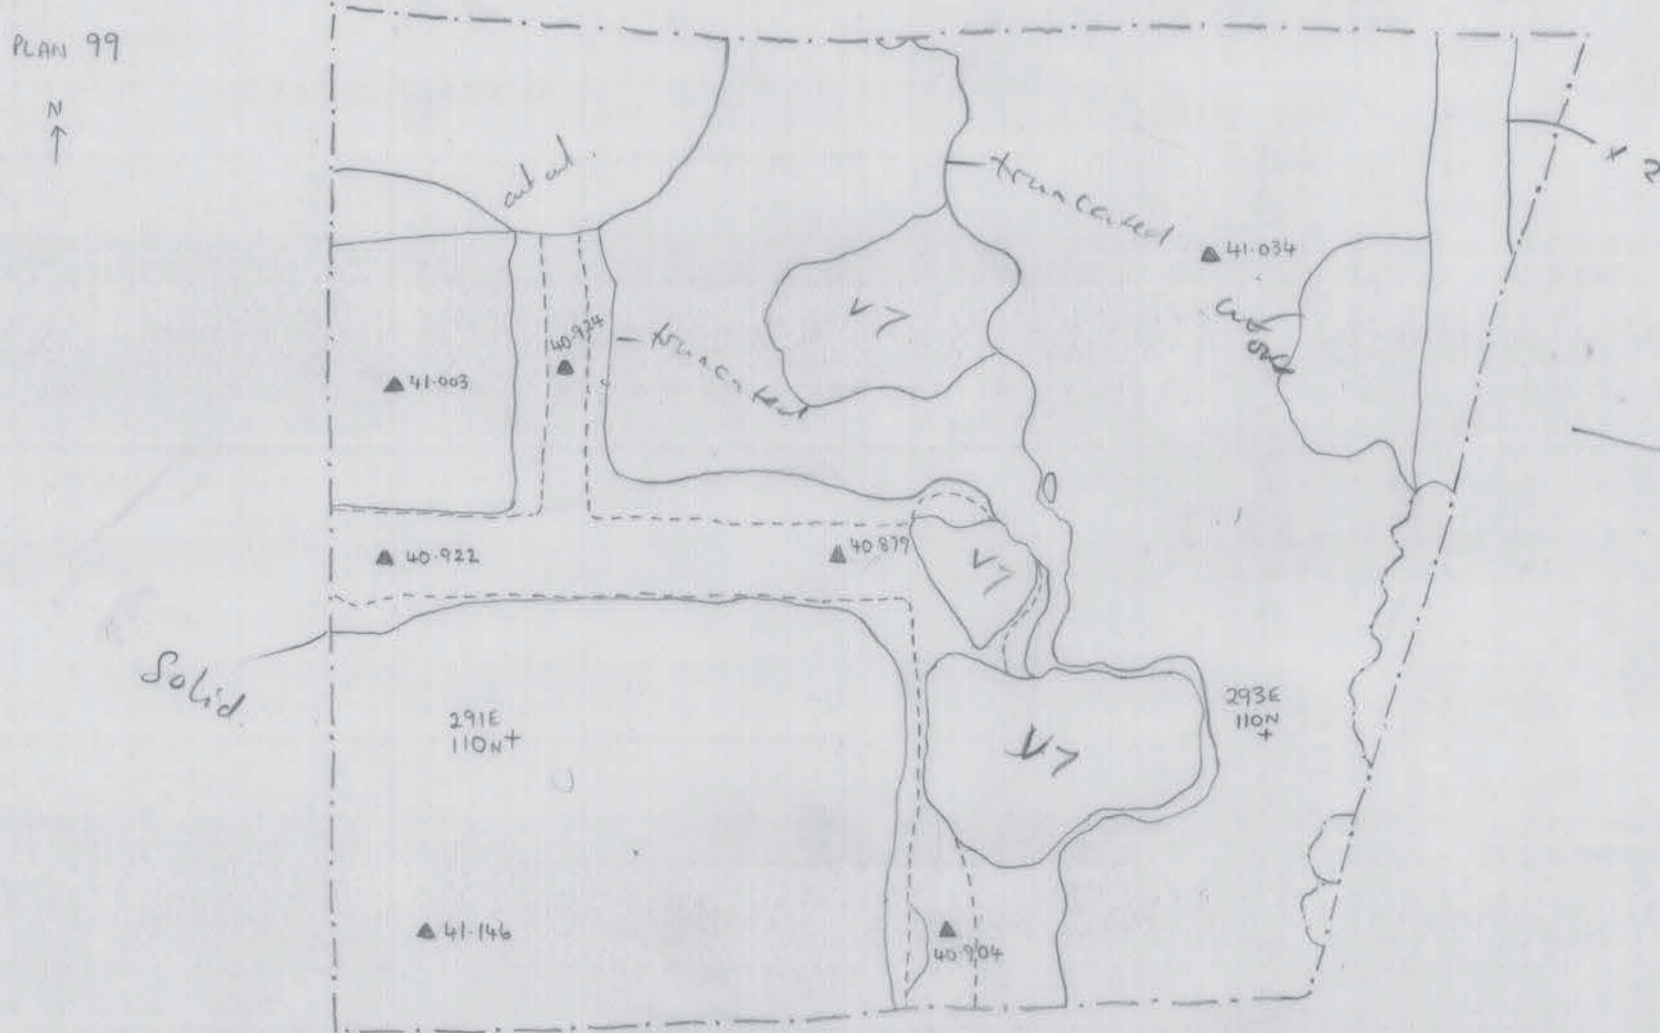 PLAN 99
N
cut out.
truncated
x 2
41.034
V7
cut
out
40.924
truncated
41.003
40.922
40.879
V7
Solid
291E
110N+
293E
110N
+
V7
41.146
40.904